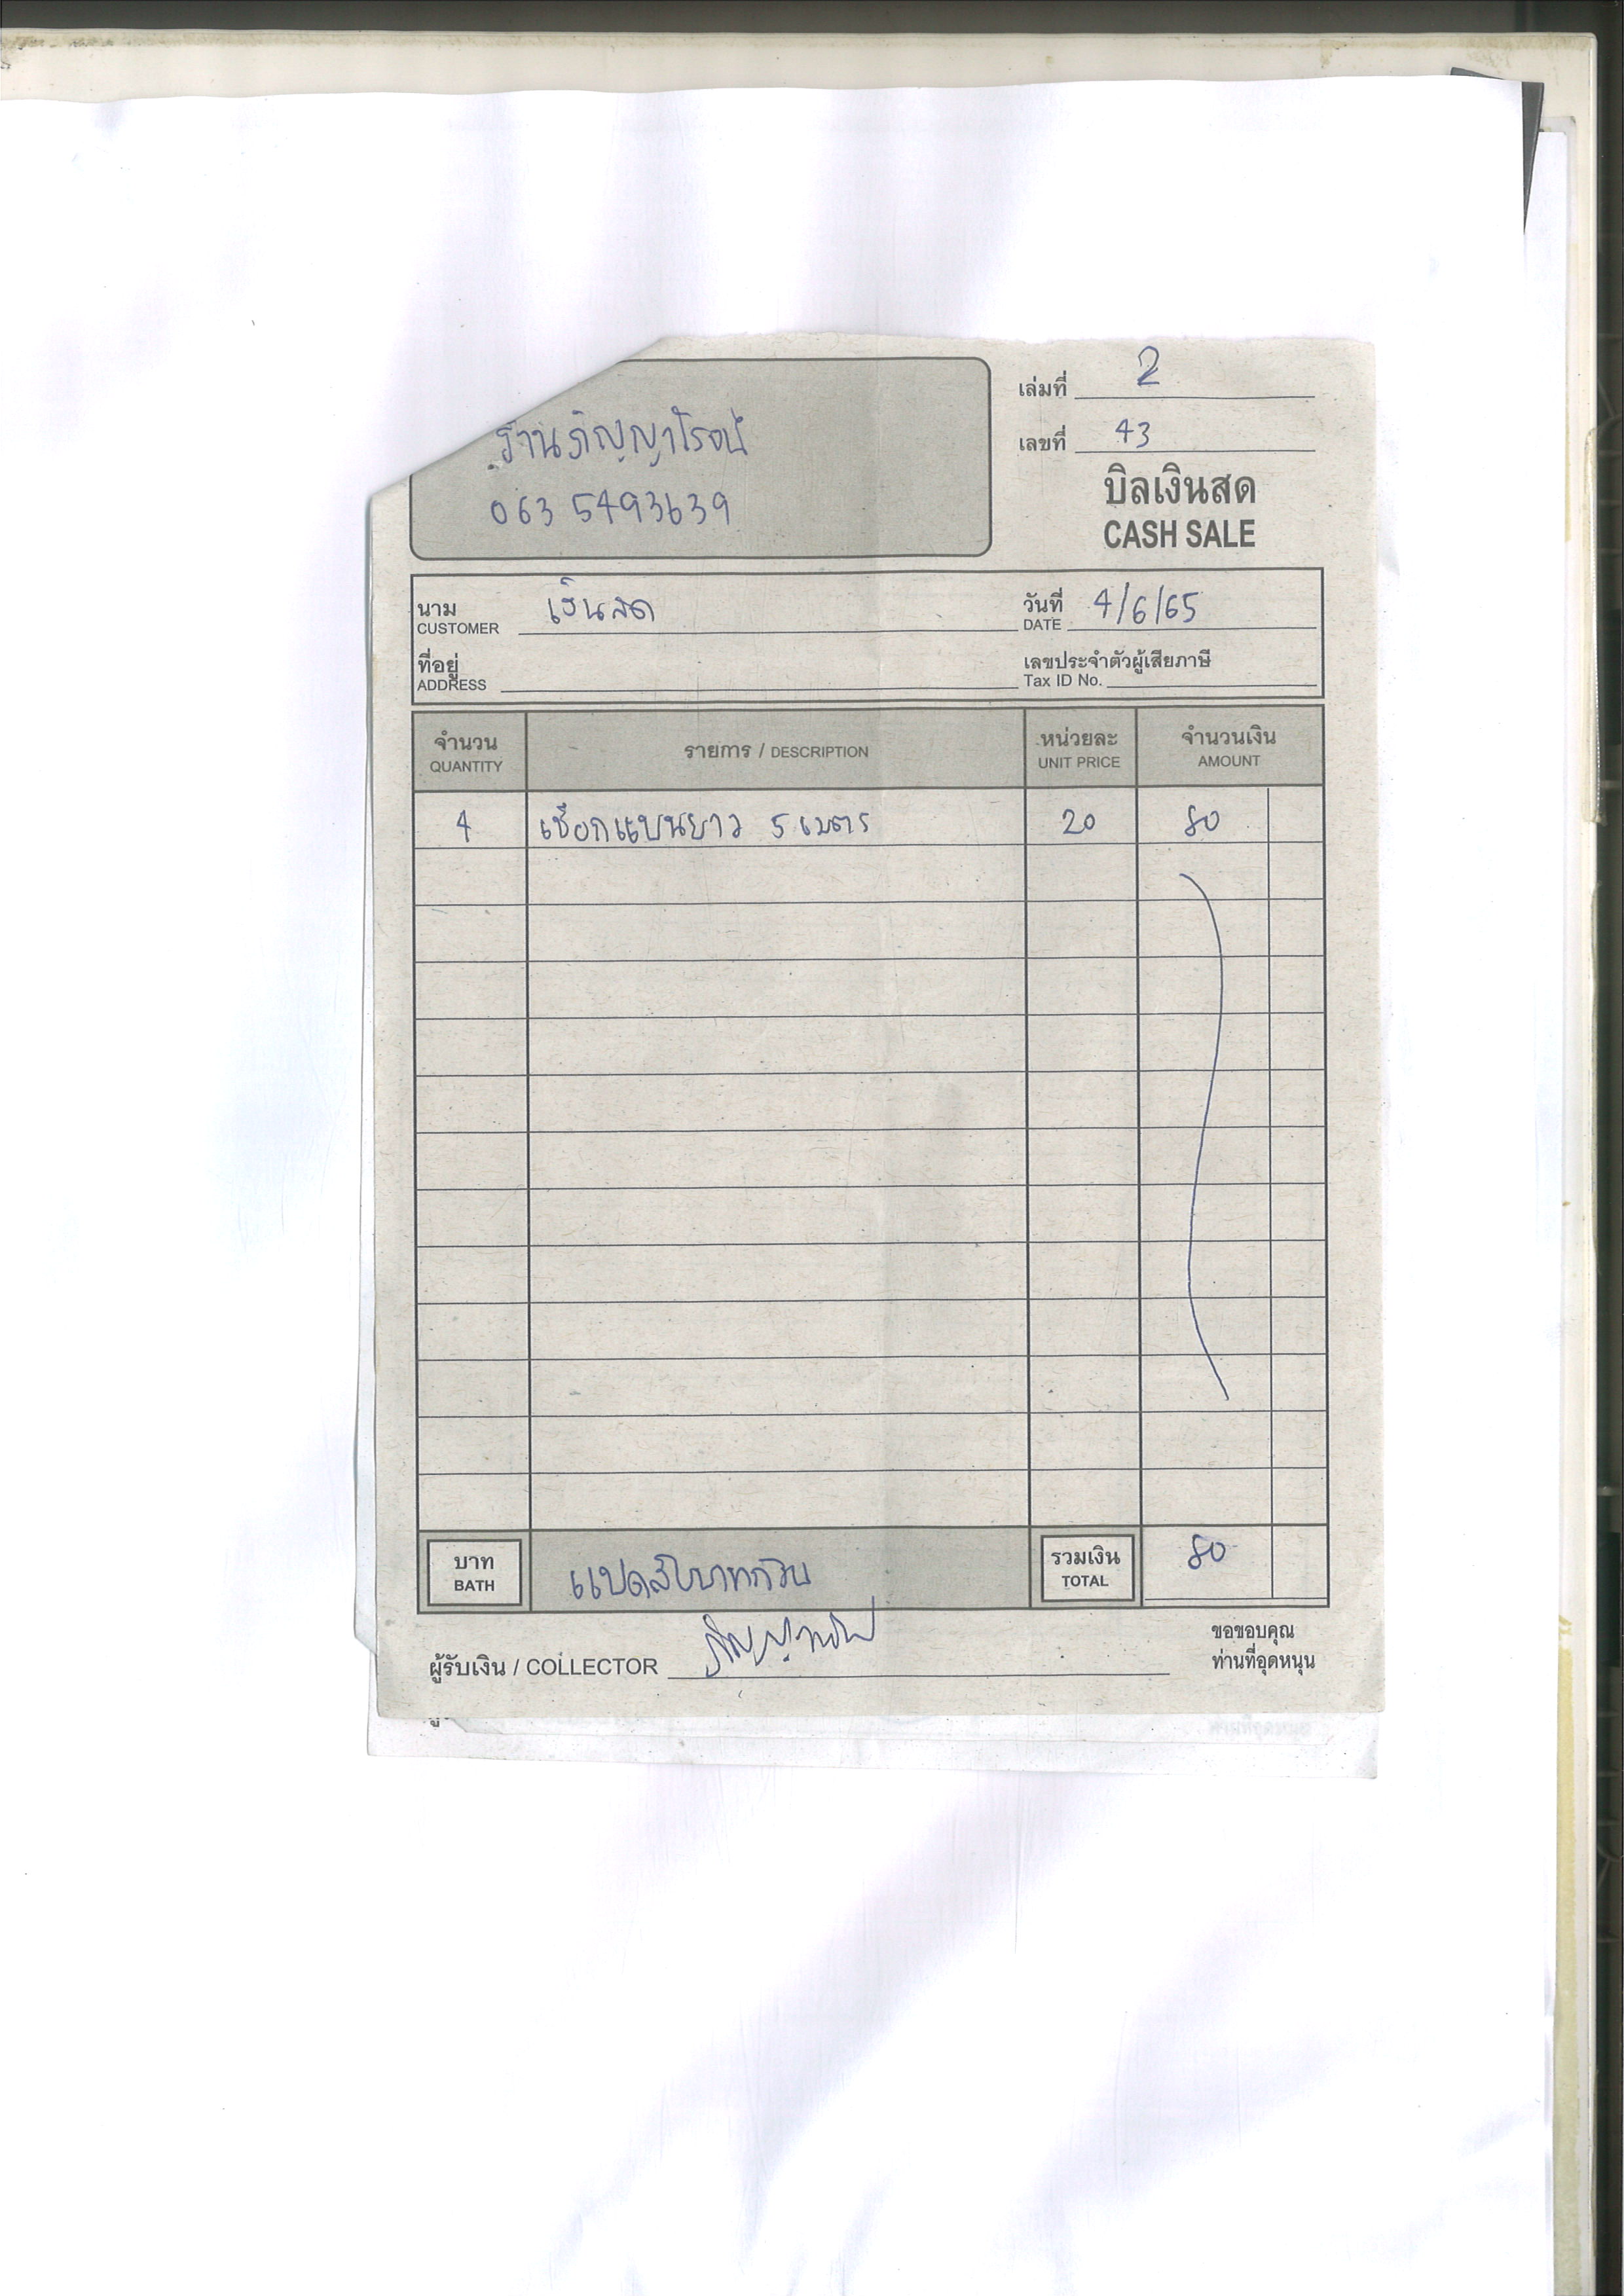 เล่มที่ 2
ร้านภิญญาโรจน์
เลขที่ 43
บิลเงินสด
063 5493639
CASH SALE
นาม เงินสด วันที่ 4/6/65
CUSTOMER DATE
ที่อยู่ เลขประจำตัวผู้เสียภาษี
ADDRESS Tax ID No.
จำนวน รายการ / DESCRIPTION หน่วยละ จำนวนเงิน
QUANTITY UNIT PRICE AMOUNT
4 เชือกแบนยาว 5 เมตร 20 80
บาท แปดสิบบาทถ้วน รวมเงิน 80
BATH TOTAL
ขอขอบคุณ
ผู้รับเงิน / COLLECTOR ท่านที่อุดหนุน